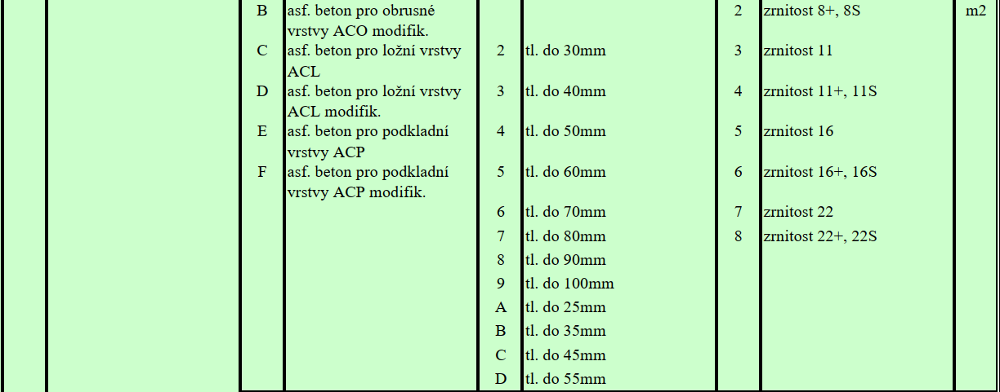 B asf. beton pro obrusné 2 zrnitost 8+, 8S m2
vrstvy ACO modifik.
C asf. beton pro ložní vrstvy 2 tl. do 30mm 3 zrnitost 11
ACL
D asf. beton pro ložní vrstvy 3 tl. do 40mm 4 zrnitost 11+, 11S
ACL modifik.
E asf. beton pro podkladní 4 tl. do 50mm 5 zrnitost 16
vrstvy ACP
F asf. beton pro podkladní 5 tl. do 60mm 6 zrnitost 16+, 16S
vrstvy ACP modifik.
6 tl. do 70mm 7 zrnitost 22
7 tl. do 80mm 8 zrnitost 22+, 22S
8 tl. do 90mm
9 tl. do 100mm
A tl. do 25mm
B tl. do 35mm
C tl. do 45mm
D tl. do 55mm